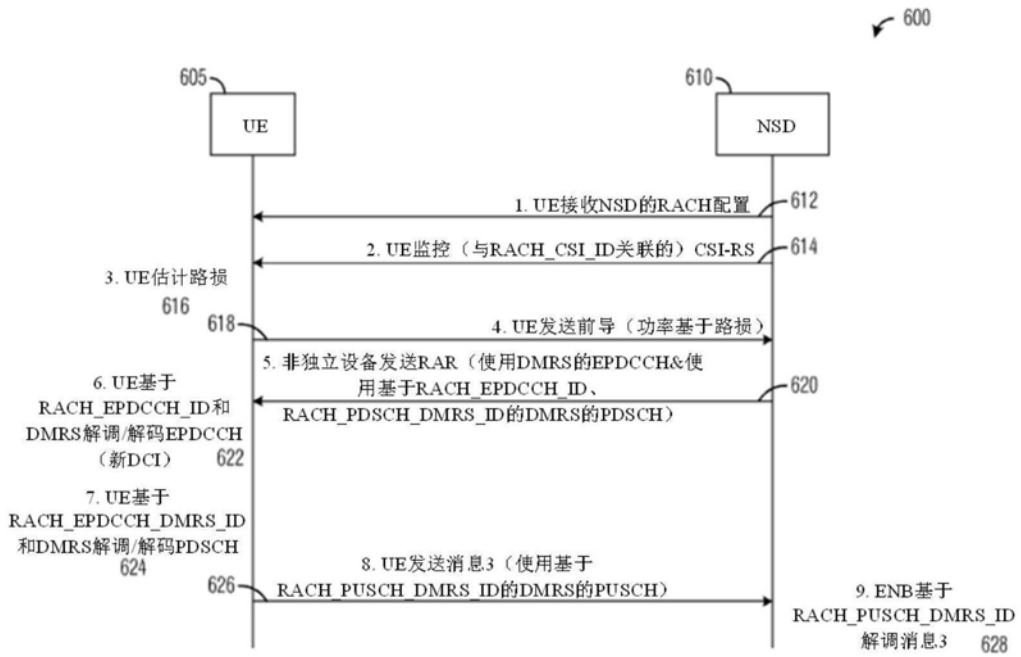 600
605
610
UE
NSD
1. UE接收NSD的RACH配置
612
2. UE监控（与RACH_CSI_ID关联的）CSI-RS
614
3. UE估计路损
616
618
4. UE发送前导（功率基于路损）
5. 非独立设备发送RAR（使用DMRS的EPDCCH&使
用基于RACH_EPDCCH_ID、
RACH_PDSCH_DMRS_ID的DMRS的PDSCH）
620
6. UE基于
RACH_EPDCCH_ID和
DMRS解调/解码EPDCCH
（新DCI）
622
7. UE基于
RACH_EPDCCH_DMRS_ID
和DMRS解调/解码PDSCH
624
626
8. UE发送消息3（使用基于
RACH_PUSCH_DMRS_ID的DMRS的PUSCH）
9. ENB基于
RACH_PUSCH_DMRS_ID
解调消息3
628